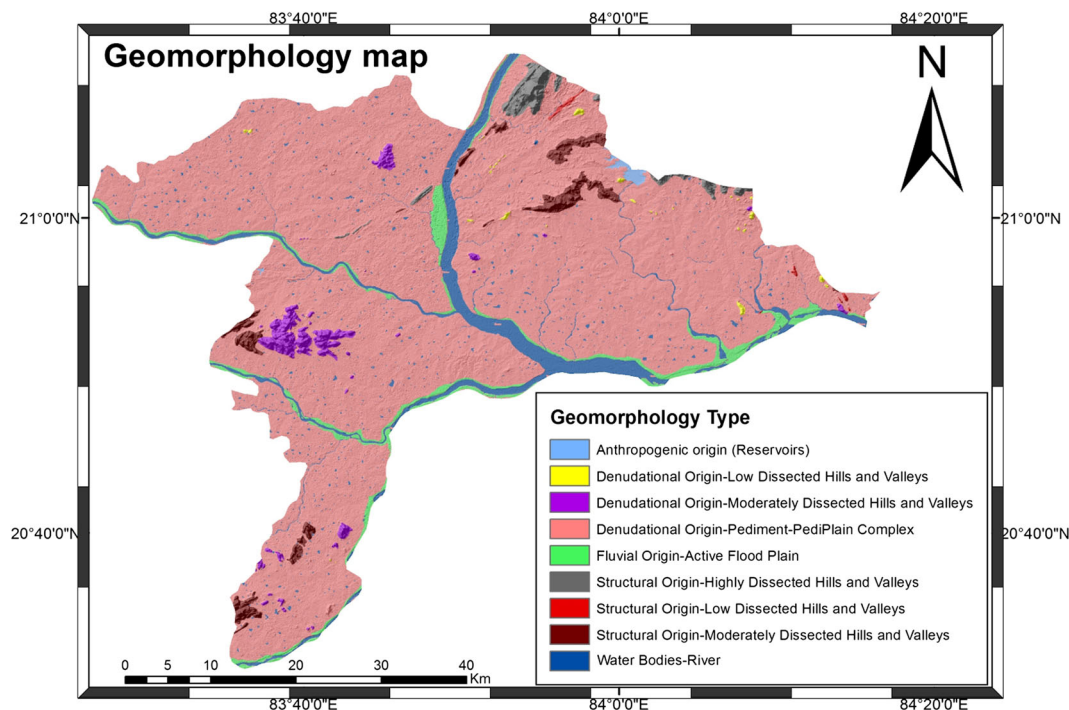 83°40'0"E 84°0'0"E 84°20'0"E
Geomorphology map
N
21°0'0"N 21°0'0"N
20°40'0"N 20°40'0"N
Geomorphology Type
Anthropogenic origin (Reservoirs)
Denudational Origin-Low Dissected Hills and Valleys
Denudational Origin-Moderately Dissected Hills and Valleys
Denudational Origin-Pediment-PediPlain Complex
Fluvial Origin-Active Flood Plain
Structural Origin-Highly Dissected Hills and Valleys
Structural Origin-Low Dissected Hills and Valleys
Structural Origin-Moderately Dissected Hills and Valleys
Water Bodies-River
0 5 10 20 30 40
Km
83°40'0"E 84°0'0"E 84°20'0"E